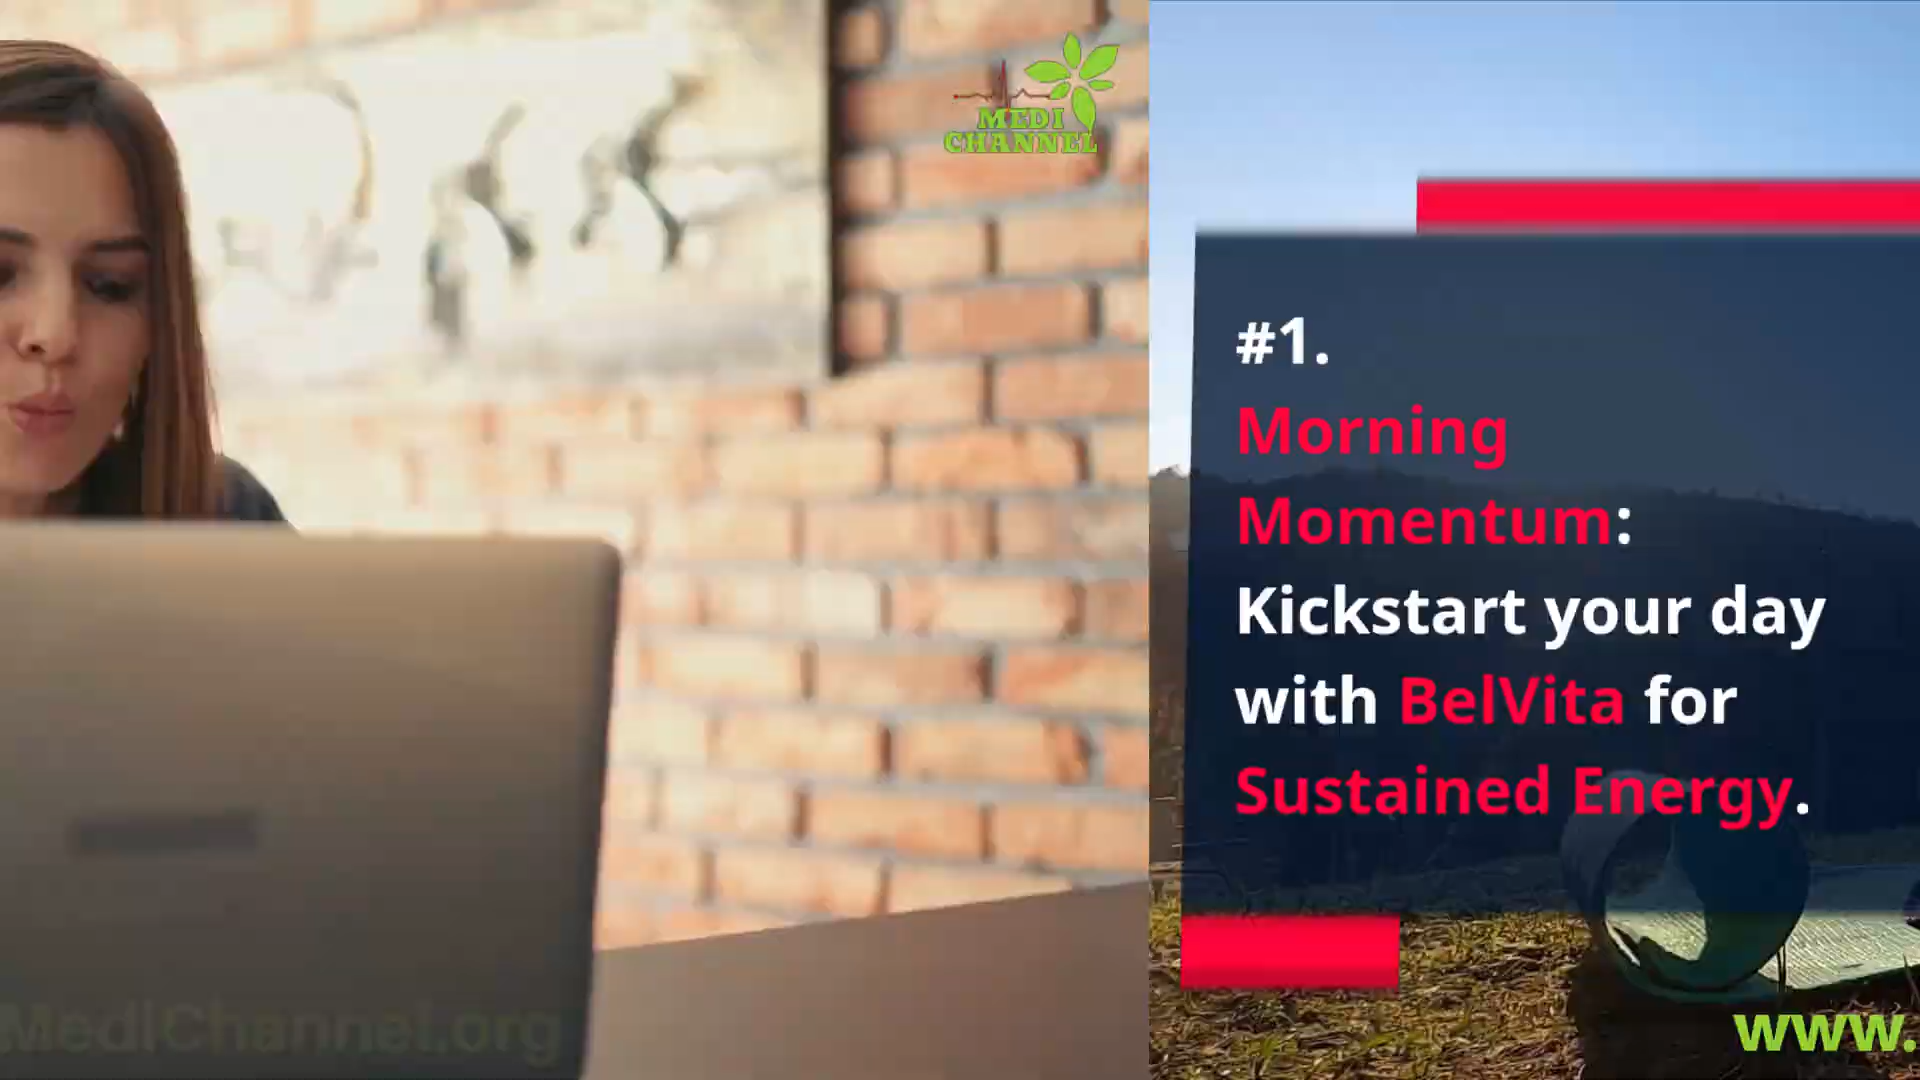 MEDI
CHANNEL
#1.
Morning
Momentum:
Kickstart your day
with BelVita for
Sustained Energy.
MediChannel.org
www.